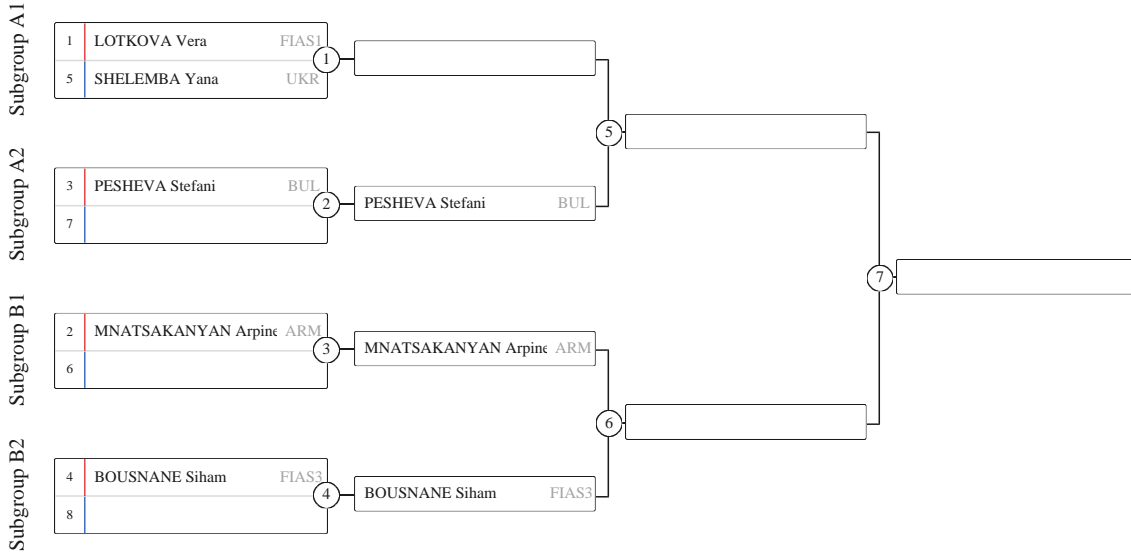 Subgroup A1
1 LOTKOVA Vera FIAS1
5 SHELEMBA Yana UKR
1
Subgroup A2
3 PESHEVA Stefani BUL
7
2
PESHEVA Stefani BUL
5
Subgroup B1
2 MNATSAKANYAN Arpine ARM
6
3
MNATSAKANYAN Arpine ARM
Subgroup B2
4 BOUSNANE Siham FIAS3
8
4
BOUSNANE Siham FIAS3
6
7